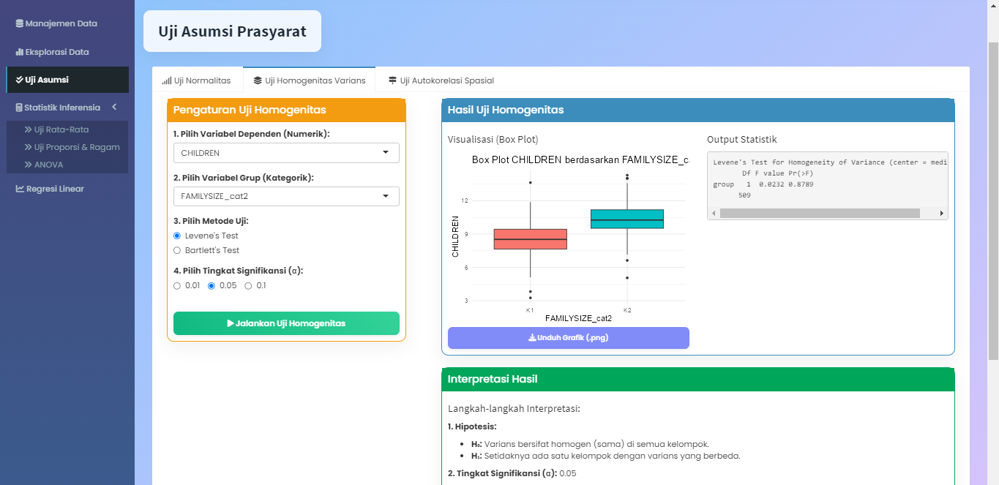 Manajemen Data
Eksplorasi Data
Uji Asumsi
Statistik Inferensia
Uji Rata-Rata
Uji Proporsi & Ragam
ANOVA
Regresi Linear
Uji Asumsi Prasyarat
Uji Normalitas
Uji Homogenitas Varians
Uji Autokorelasi Spasial
Pengaturan Uji Homogenitas
1. Pilih Variabel Dependen (Numerik):
CHILDREN
2. Pilih Variabel Grup (Kategorik):
FAMILYSIZE_cat2
3. Pilih Metode Uji:
Levene's Test
Bartlett's Test
4. Pilih Tingkat Signifikansi (α):
0.01 0.05 0.1
Jalankan Uji Homogenitas
Hasil Uji Homogenitas
Visualisasi (Box Plot)
Box Plot CHILDREN berdasarkan FAMILYSIZE_ca
CHILDREN
12
9
6
3
K1 K2
FAMILYSIZE_cat2
Unduh Grafik (.png)
Output Statistik
Levene's Test for Homogeneity of Variance (center = medi
Df F value Pr(>F)
group 1 0.0232 0.8789
509
Interpretasi Hasil
Langkah-langkah Interpretasi:
1. Hipotesis:
H₀: Varians bersifat homogen (sama) di semua kelompok.
H₁: Setidaknya ada satu kelompok dengan varians yang berbeda.
2. Tingkat Signifikansi (α): 0.05